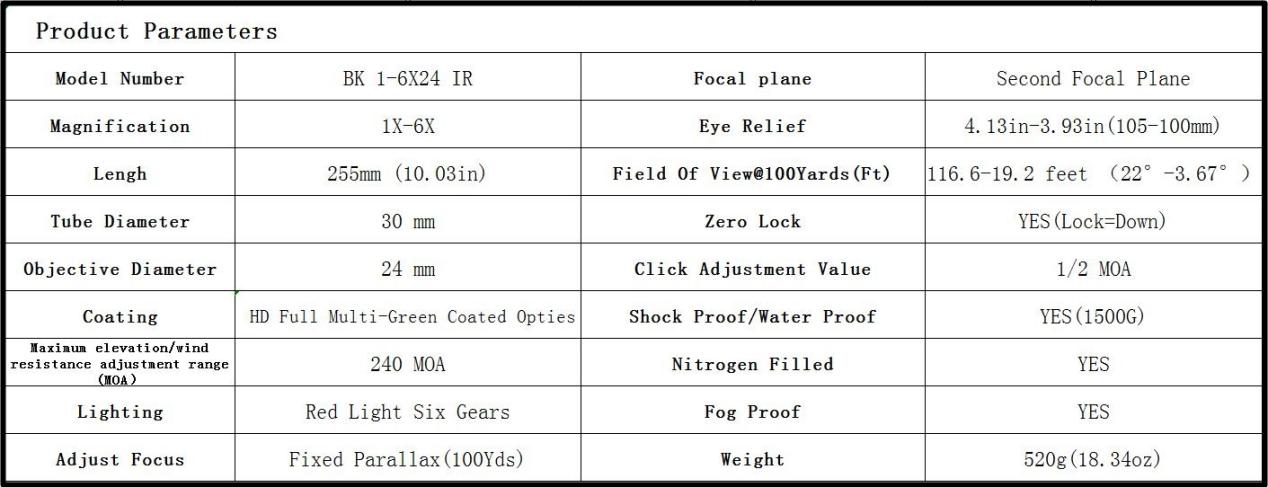 Product Parameters
Model Number BK 1-6X24 IR Focal plane Second Focal Plane
Magnification 1X-6X Eye Relief 4.13in-3.93in(105-100mm)
Lengh 255mm (10.03in) Field Of View@100Yards(Ft) 116.6-19.2 feet （22°-3.67°）
Tube Diameter 30 mm Zero Lock YES(Lock=Down)
Objective Diameter 24 mm Click Adjustment Value 1/2 MOA
Coating HD Full Multi-Green Coated Opties Shock Proof/Water Proof YES(1500G)
Maximum elevation/wind
resistance adjustment range
(MOA) 240 MOA Nitrogen Filled YES
Lighting Red Light Six Gears Fog Proof YES
Adjust Focus Fixed Parallax(100Yds) Weight 520g(18.34oz)